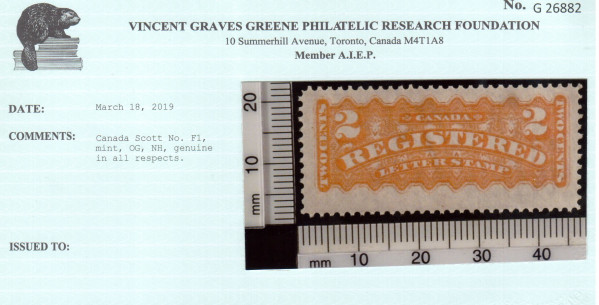 No. G 26882
VINCENT GRAVES GREENE PHILATELIC RESEARCH FOUNDATION
10 Summerhill Avenue, Toronto, Canada M4T1A8
Member A.I.E.P.
DATE: March 18, 2019
COMMENTS: Canada Scott No. F1,
mint, OG, NH, genuine
in all respects.
ISSUED TO:
20
10
mm
2 CANADA 2
TWO CENTS REGISTERED TWO CENTS
LETTER STAMP
mm 10 20 30 40